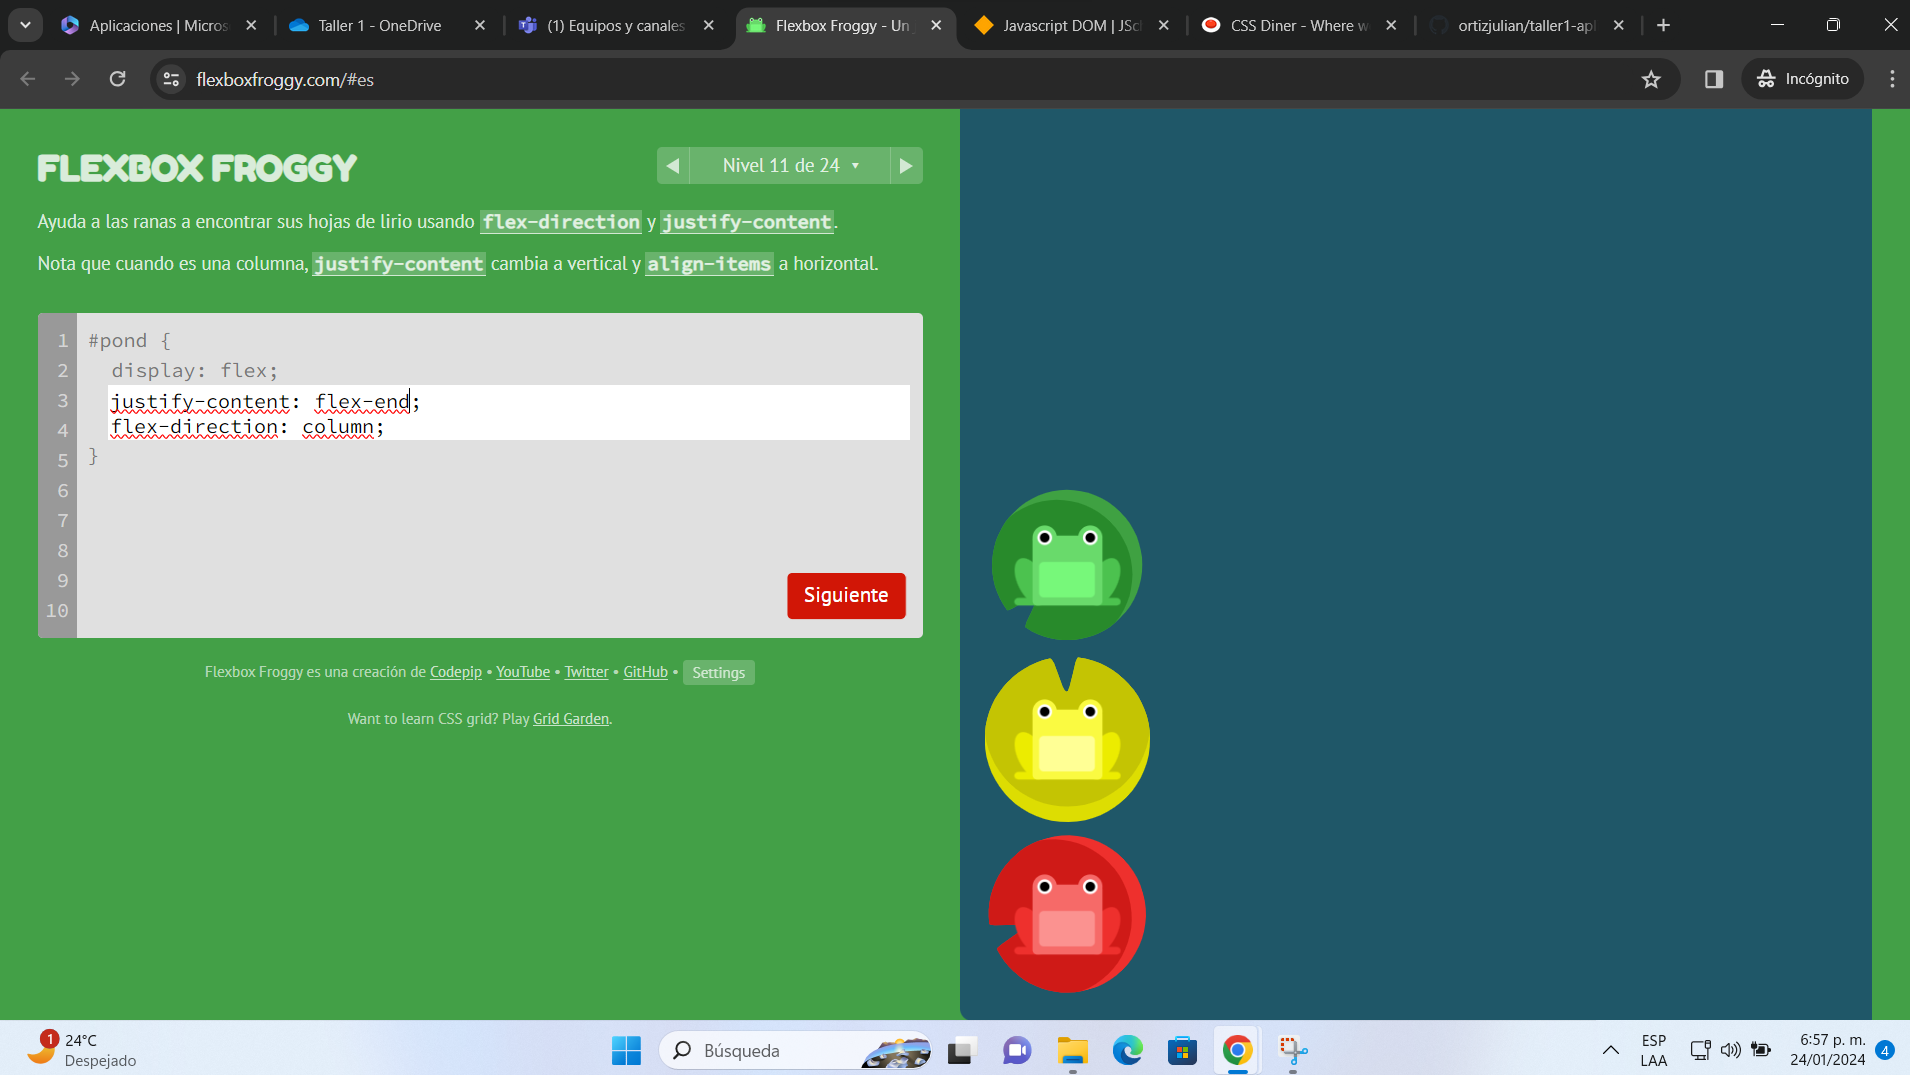 Aplicaciones | Micros
Taller 1 - OneDrive
(1) Equipos y canales
Flexbox Froggy - Un
Javascript DOM | JSc
CSS Diner - Where w
ortizjulian/taller1-apl
flexboxfroggy.com/#es
Incógnito
FLEXBOX FROGGY
Nivel 11 de 24
Ayuda a las ranas a encontrar sus hojas de lirio usando flex-direction y justify-content.
Nota que cuando es una columna, justify-content cambia a vertical y align-items a horizontal.
1 #pond {
2 display: flex;
3 justify-content: flex-end;
4 flex-direction: column;
5 }
6
7
8
9
10
Siguiente
Flexbox Froggy es una creación de Codepip • YouTube • Twitter • GitHub • Settings
Want to learn CSS grid? Play Grid Garden.
1
24°C
Despejado
Búsqueda
ESP
LAA
6:57 p. m.
24/01/2024
4